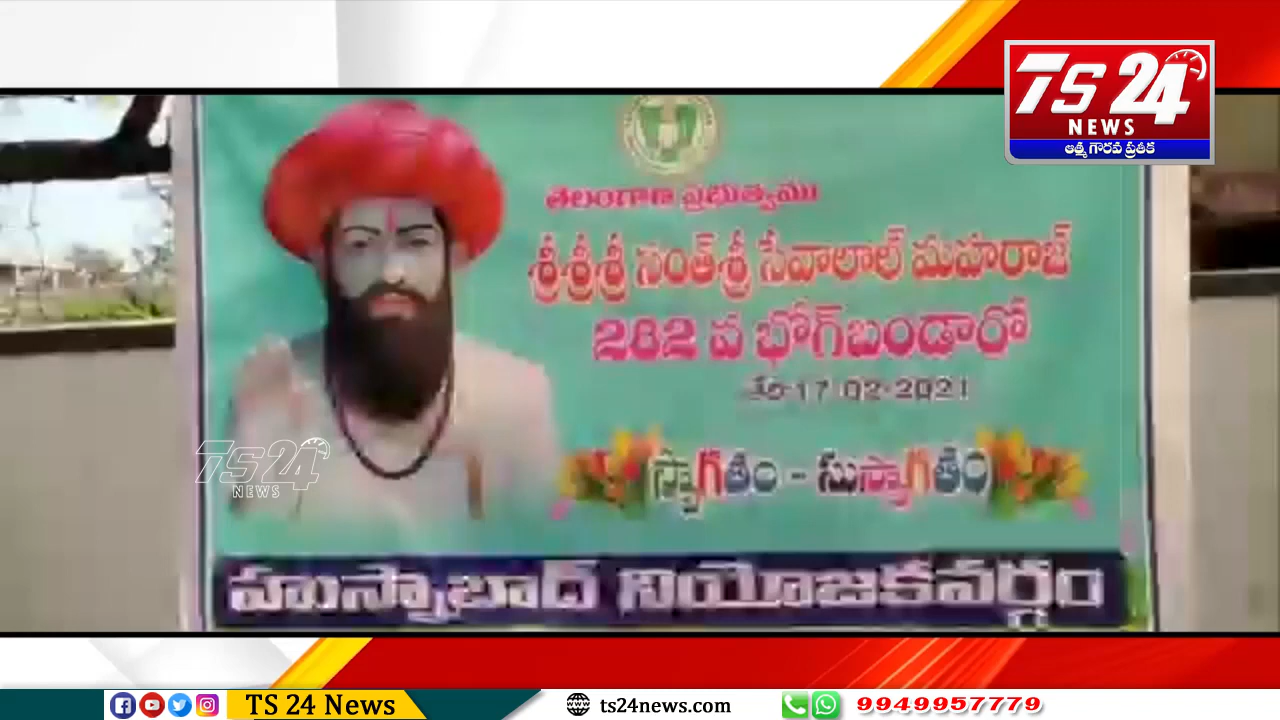 TS 24
NEWS
ఆత్మ గౌరవ ప్రతీక
తెలంగాణ ప్రభుత్వము
శ్రీశ్రీశ్రీ సంత్‌శ్రీ సేవాలాల్ మహరాజ్
282 వ భోగ్‌బండారో
తేది 17-02-2021
స్వాగతం - సుస్వాగతం
హుస్నాబాద్ నియోజకవర్గం
TS 24
NEWS
TS 24 News
ts24news.com
9949957779